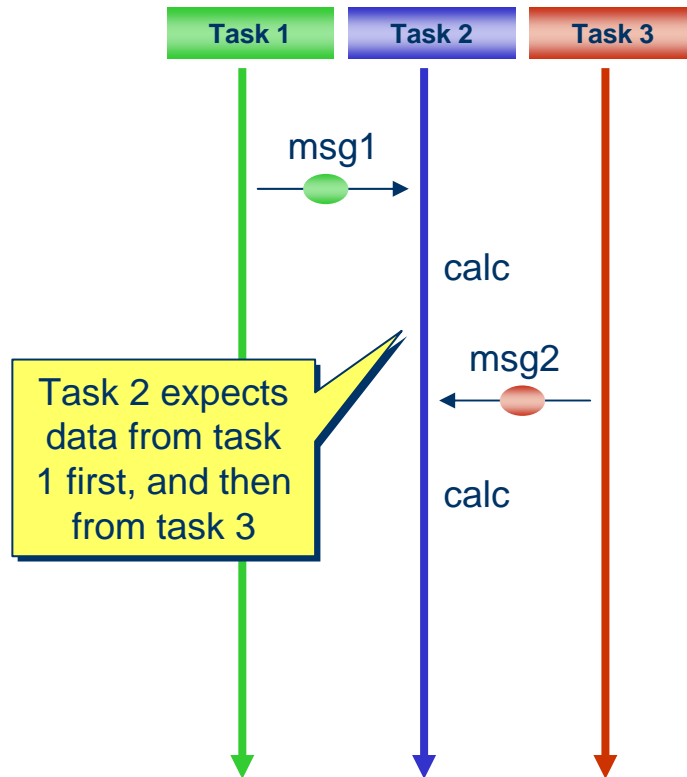 Task 1 Task 2 Task 3
msg1
calc
msg2
Task 2 expects
data from task
1 first, and then
from task 3
calc